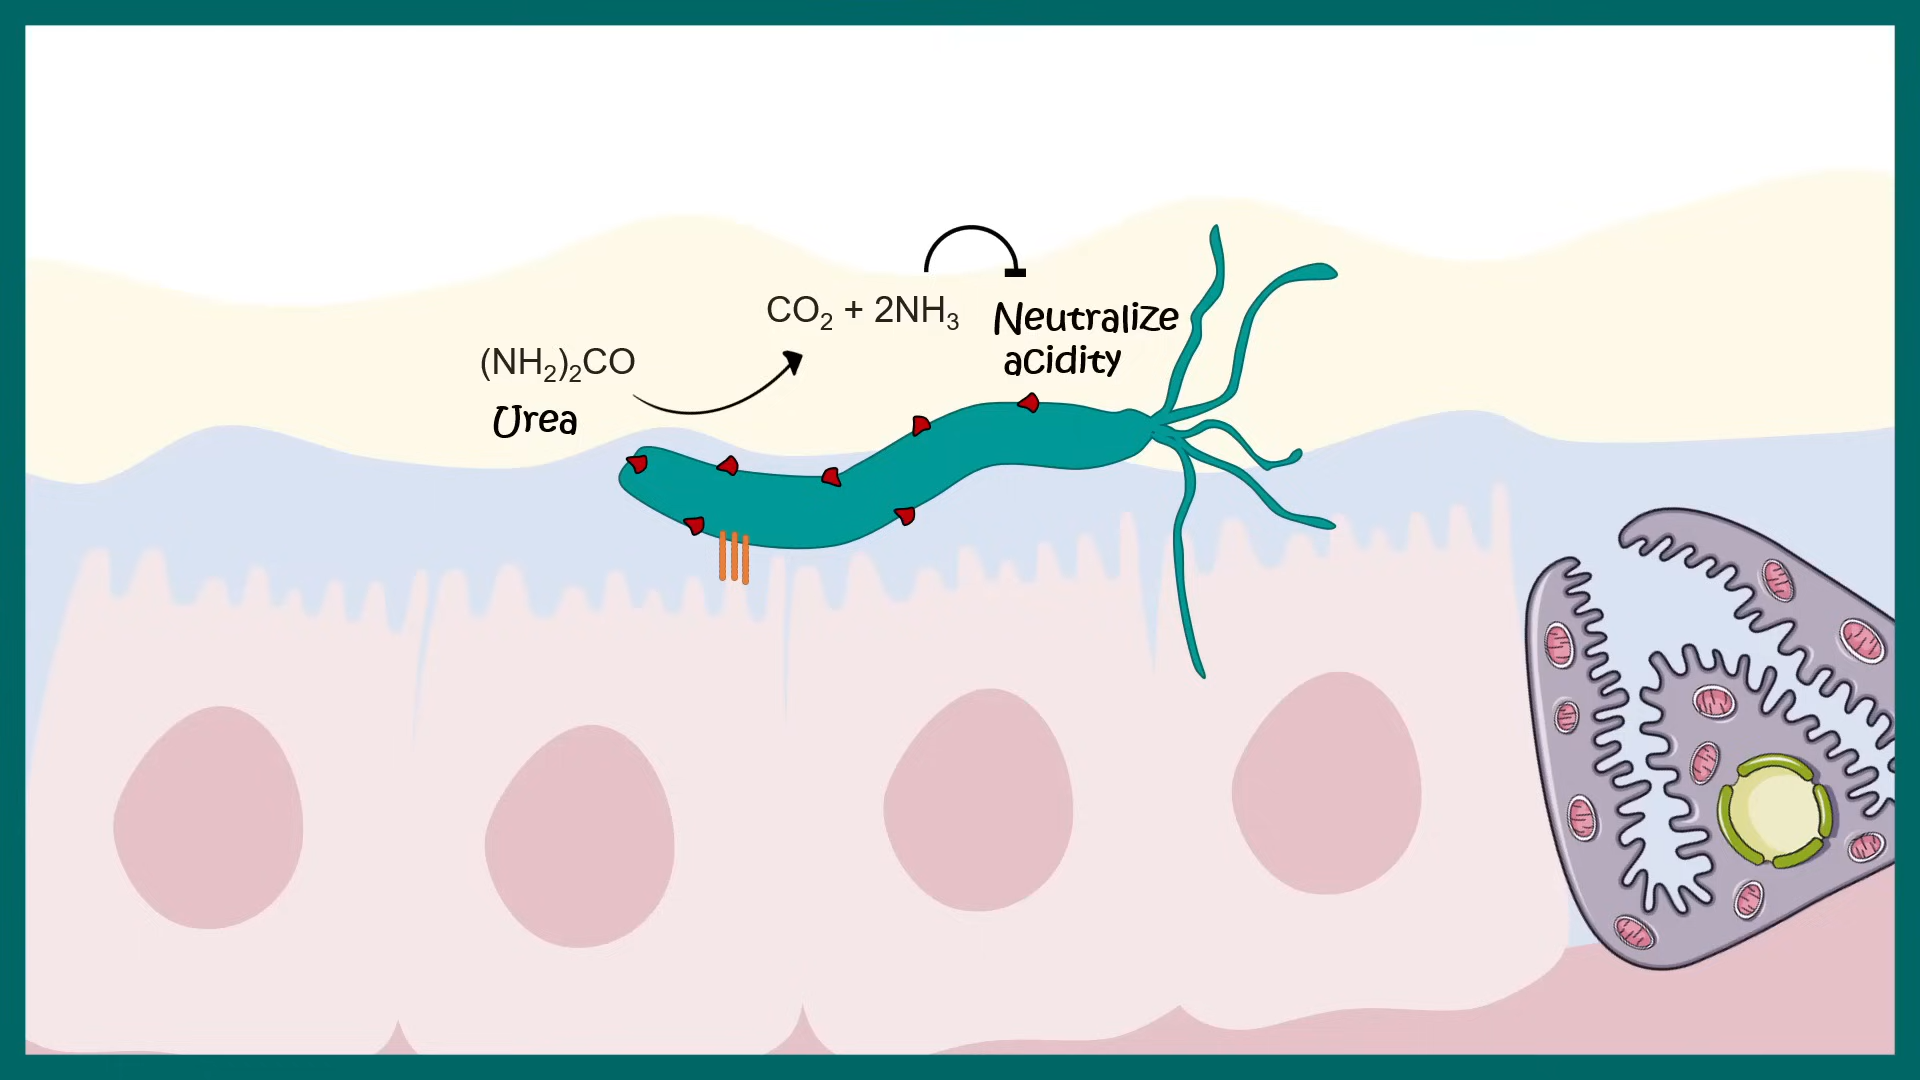 CO₂ + 2NH₃
Neutralize
acidity
(NH₂)₂CO
Urea